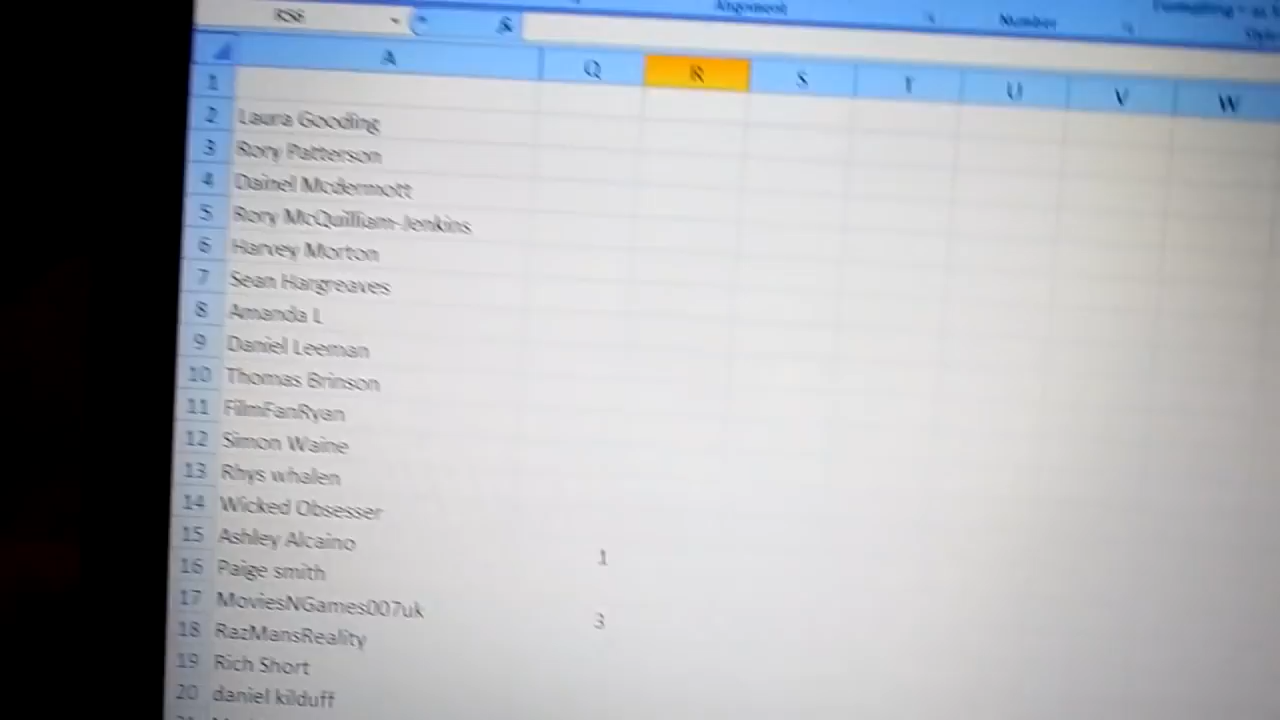 Alignment Number
R56
A Q R S T U V W
1
2 Laura Gooding
3 Rory Patterson
4 Dainel Mcdermott
5 Rory McQuilliam-Jenkins
6 Harvey Morton
7 Sean Hargreaves
8 Amanda L
9 Daniel Leeman
10 Thomas Brinson
11 FilmFanRyan
12 Simon Waine
13 Rhys whalen
14 Wicked Obsesser
15 Ashley Alcaino 1
16 Paige smith
17 MoviesNGames007uk 3
18 RazMansReality
19 Rich Short
20 daniel kilduff